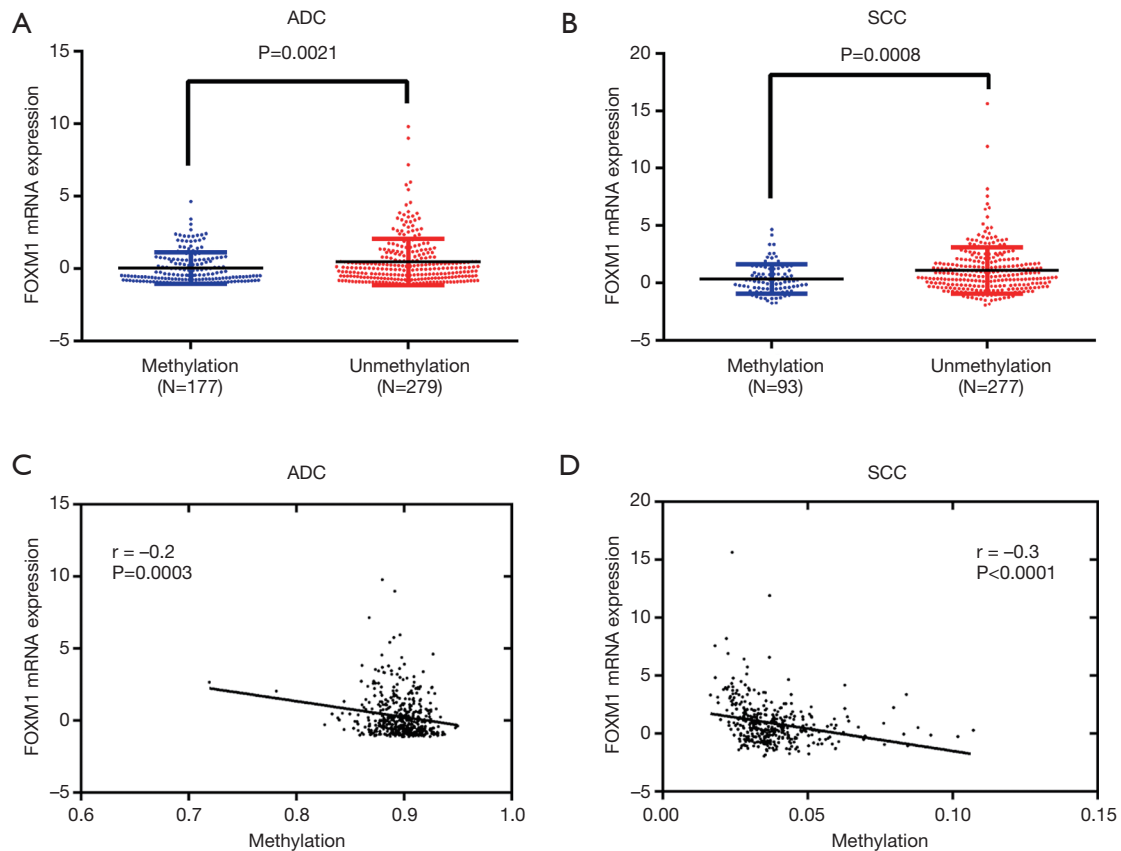 A
ADC
P=0.0021
FOXM1 mRNA expression
15
10
5
0
–5
Methylation
(N=177)
Unmethylation
(N=279)
B
SCC
P=0.0008
FOXM1 mRNA expression
20
15
10
5
0
–5
Methylation
(N=93)
Unmethylation
(N=277)
C
ADC
r = –0.2
P=0.0003
FOXM1 mRNA expression
15
10
5
0
–5
0.6 0.7 0.8 0.9 1.0
Methylation
D
SCC
r = –0.3
P<0.0001
FOXM1 mRNA expression
20
15
10
5
0
–5
0.00 0.05 0.10 0.15
Methylation